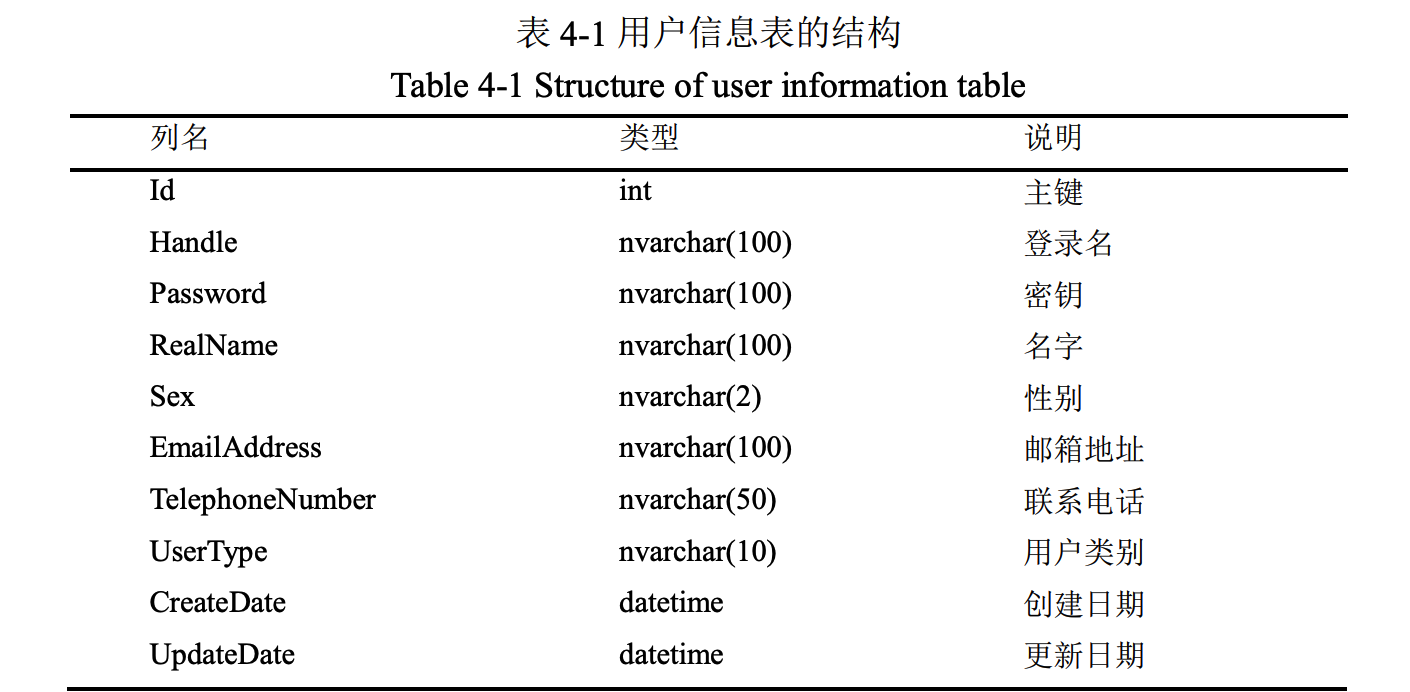 表 4-1 用户信息表的结构
Table 4-1 Structure of user information table
列名 类型 说明
Id int 主键
Handle nvarchar(100) 登录名
Password nvarchar(100) 密钥
RealName nvarchar(100) 名字
Sex nvarchar(2) 性别
EmailAddress nvarchar(100) 邮箱地址
TelephoneNumber nvarchar(50) 联系电话
UserType nvarchar(10) 用户类别
CreateDate datetime 创建日期
UpdateDate datetime 更新日期